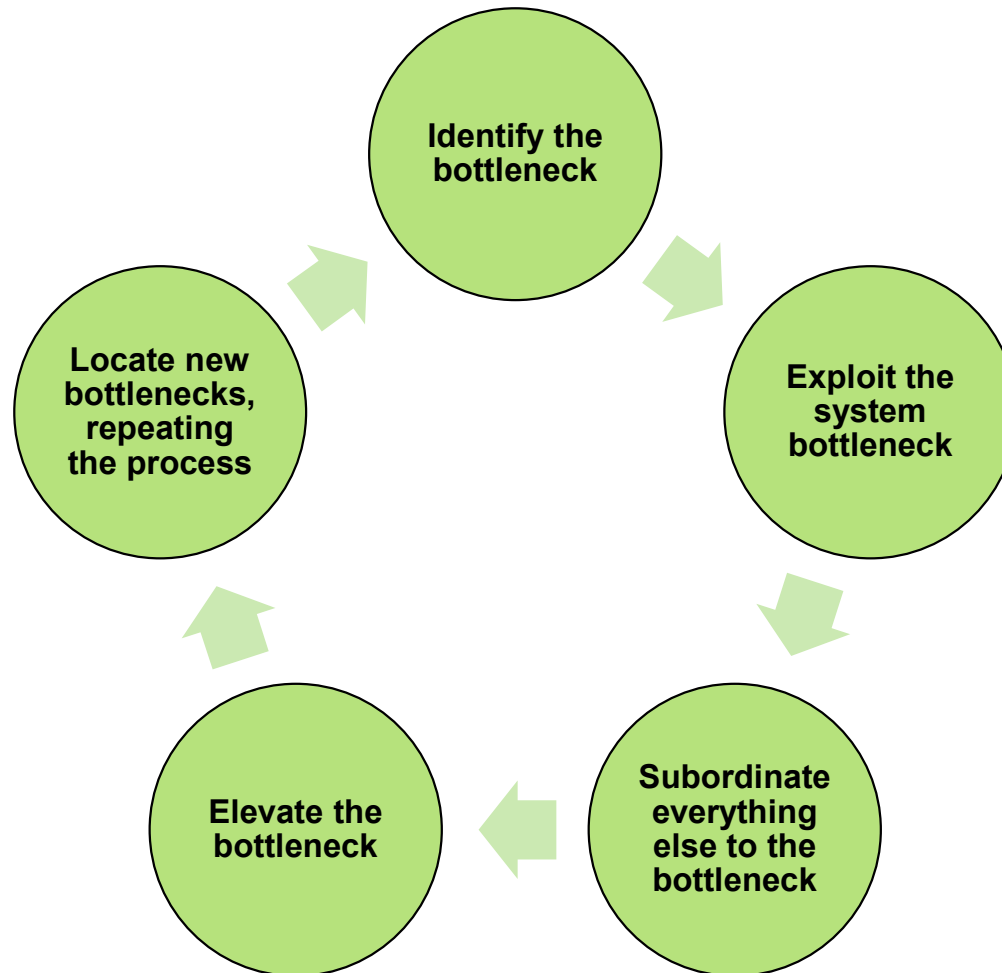 Identify the
bottleneck
Exploit the
system
bottleneck
Subordinate
everything
else to the
bottleneck
Elevate the
bottleneck
Locate new
bottlenecks,
repeating
the process